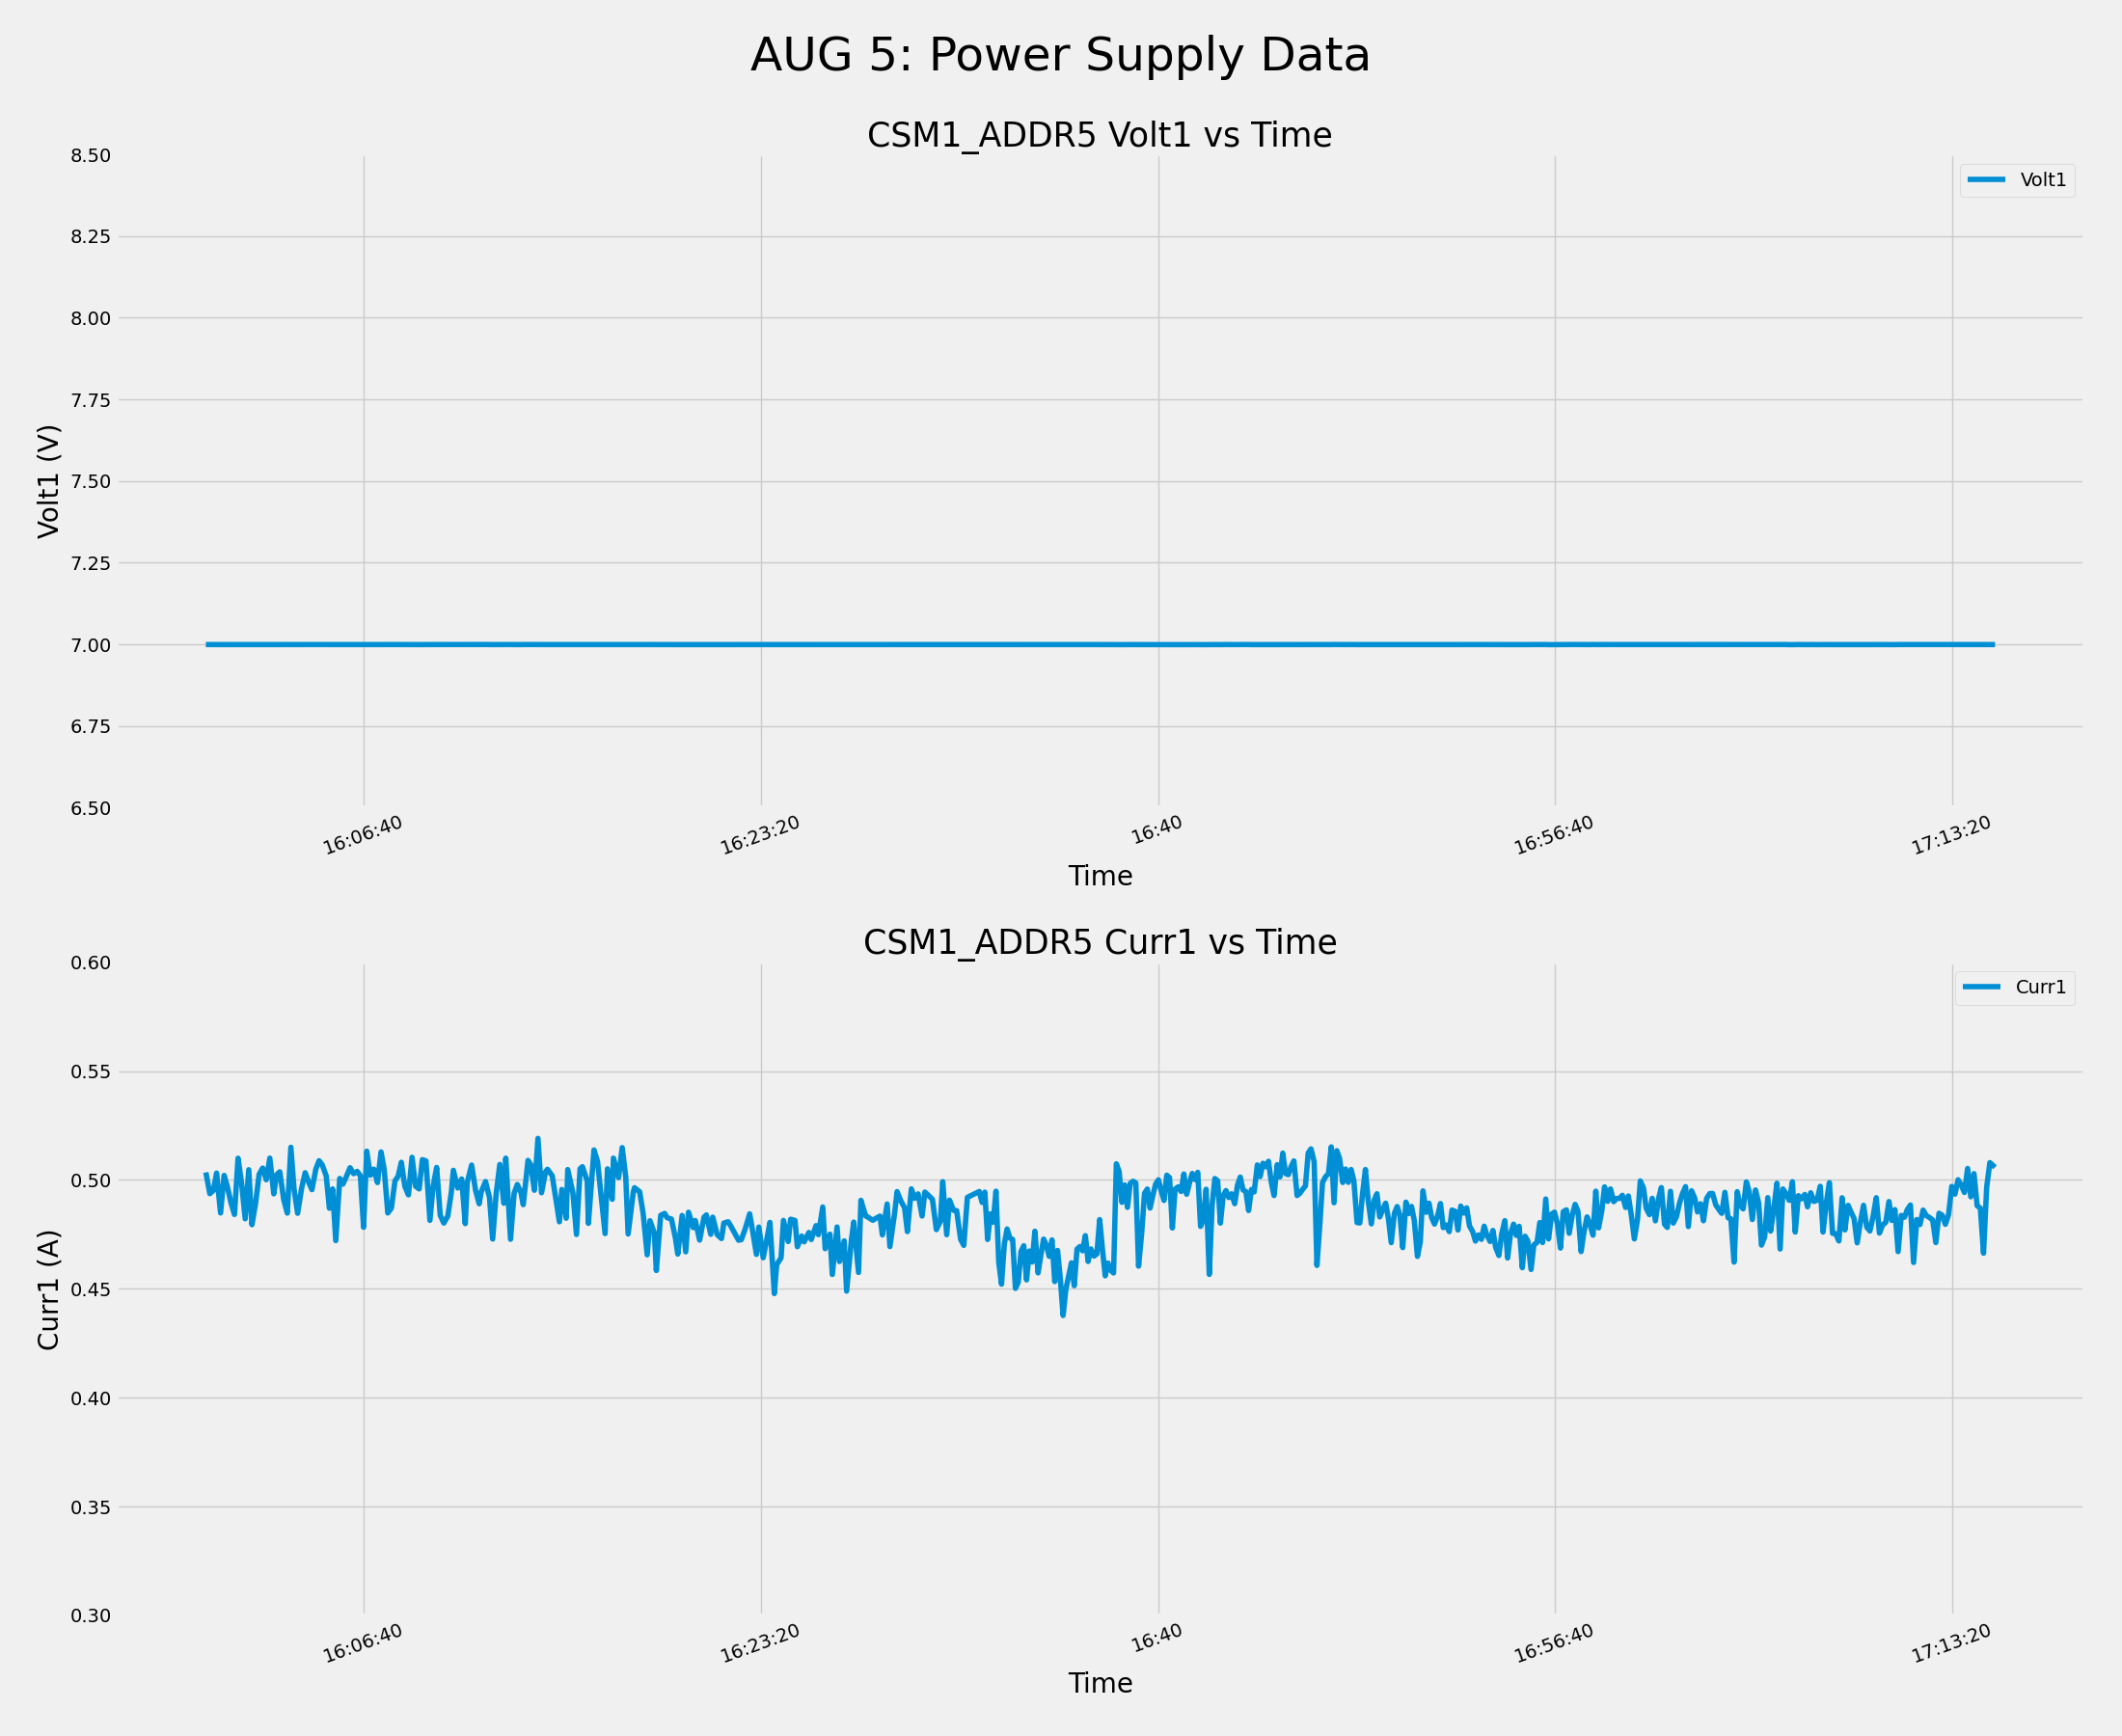 AUG 5: Power Supply Data
CSM1_ADDR5 Volt1 vs Time
Volt1
Volt1 (V)
8.50
8.25
8.00
7.75
7.50
7.25
7.00
6.75
6.50
16:06:40 16:23:20 16:40 16:56:40 17:13:20
Time
CSM1_ADDR5 Curr1 vs Time
Curr1
Curr1 (A)
0.60
0.55
0.50
0.45
0.40
0.35
0.30
16:06:40 16:23:20 16:40 16:56:40 17:13:20
Time